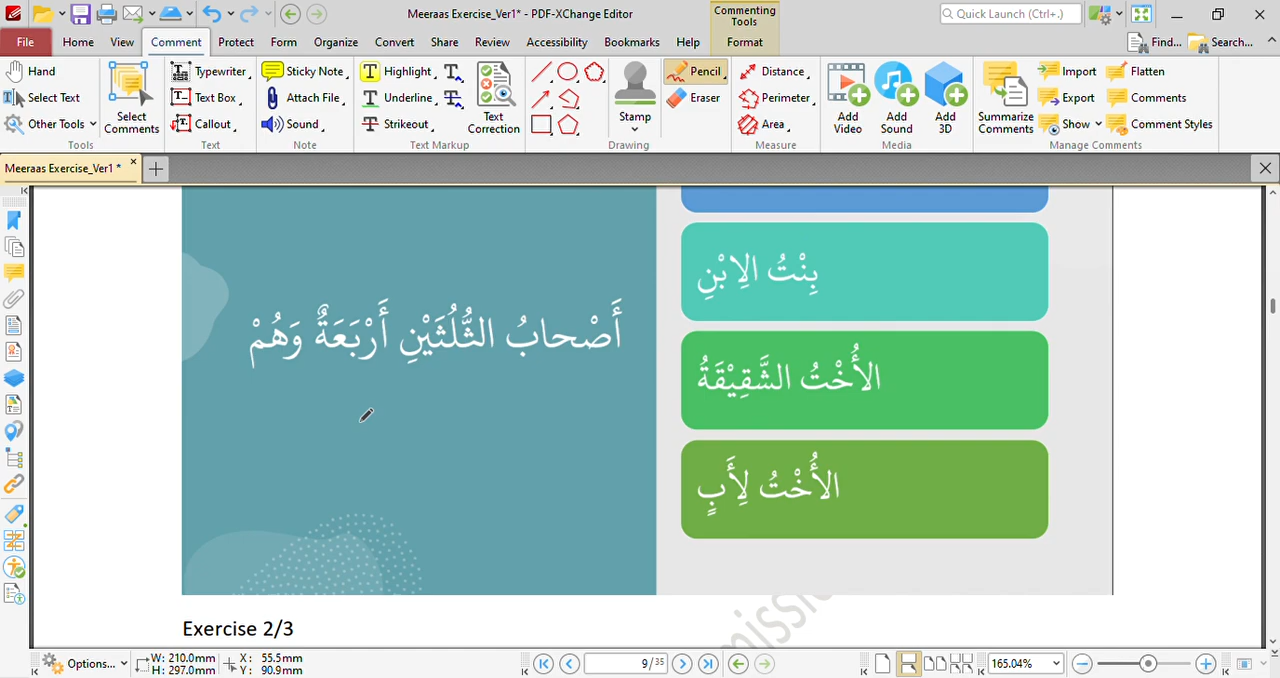 Meeraas Exercise_Ver1* - PDF-XChange Editor
Commenting Tools
Quick Launch (Ctrl+.)
File Home View Comment Protect Form Organize Convert Share Review Accessibility Bookmarks Help Format
Find... Search...
Hand
Select Text
Other Tools
Select Comments
Tools
Typewriter
Text Box
Callout
Text
Sticky Note
Attach File
Sound
Note
Highlight
Underline
Strikeout
Text Correction
Text Markup
Drawing
Stamp
Pencil
Eraser
Distance
Perimeter
Area
Measure
Add Video
Add Sound
Add 3D
Media
Summarize Comments
Import
Export
Show
Flatten
Comments
Comment Styles
Manage Comments
Meeraas Exercise_Ver1 *
أَصْحابُ الثُّلُثَيْنِ أَرْبَعَةٌ وَهُمْ
بِنْتُ الِابْنِ
الأُخْتُ الشَّقِيْقَةُ
الأُخْتُ لِأَبٍ
Exercise 2/3
Options...
W: 210.0mm
H: 297.0mm
X: 55.5mm
Y: 90.9mm
9 / 35
165.04%